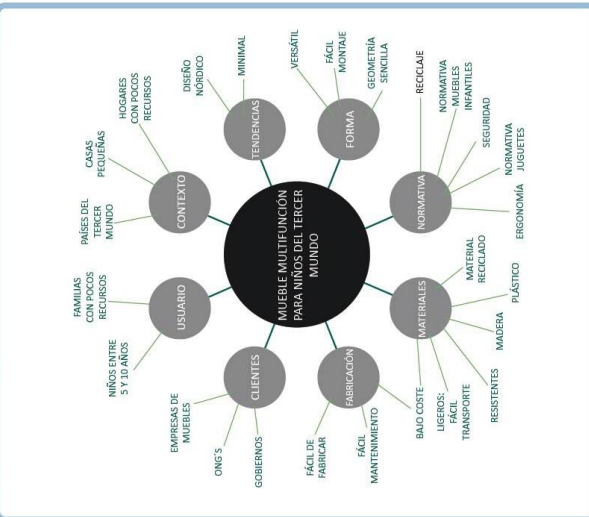 MUEBLE MULTIFUNCIÓN
PARA NIÑOS DEL TERCER
MUNDO
USUARIO
NIÑOS ENTRE
5 Y 10 AÑOS
FAMILIAS
CON POCOS
RECURSOS
CONTEXTO
PAÍSES DEL
TERCER
MUNDO
CASAS
PEQUEÑAS
HOGARES
CON POCOS
RECURSOS
TENDENCIAS
DISEÑO
NÓRDICO
MINIMAL
FORMA
VERSÁTIL
FÁCIL
MONTAJE
GEOMETRÍA
SENCILLA
NORMATIVA
RECICLAJE
NORMATIVA
MUEBLES
INFANTILES
SEGURIDAD
NORMATIVA
JUGUETES
ERGONOMÍA
MATERIALES
MATERIAL
RECICLADO
PLÁSTICO
MADERA
RESISTENTES
LIGEROS:
FÁCIL
TRANSPORTE
BAJO COSTE
FABRICACIÓN
FÁCIL
MANTENIMIENTO
FÁCIL DE
FABRICAR
CLIENTES
GOBIERNOS
ONG´S
EMPRESAS DE
MUEBLES